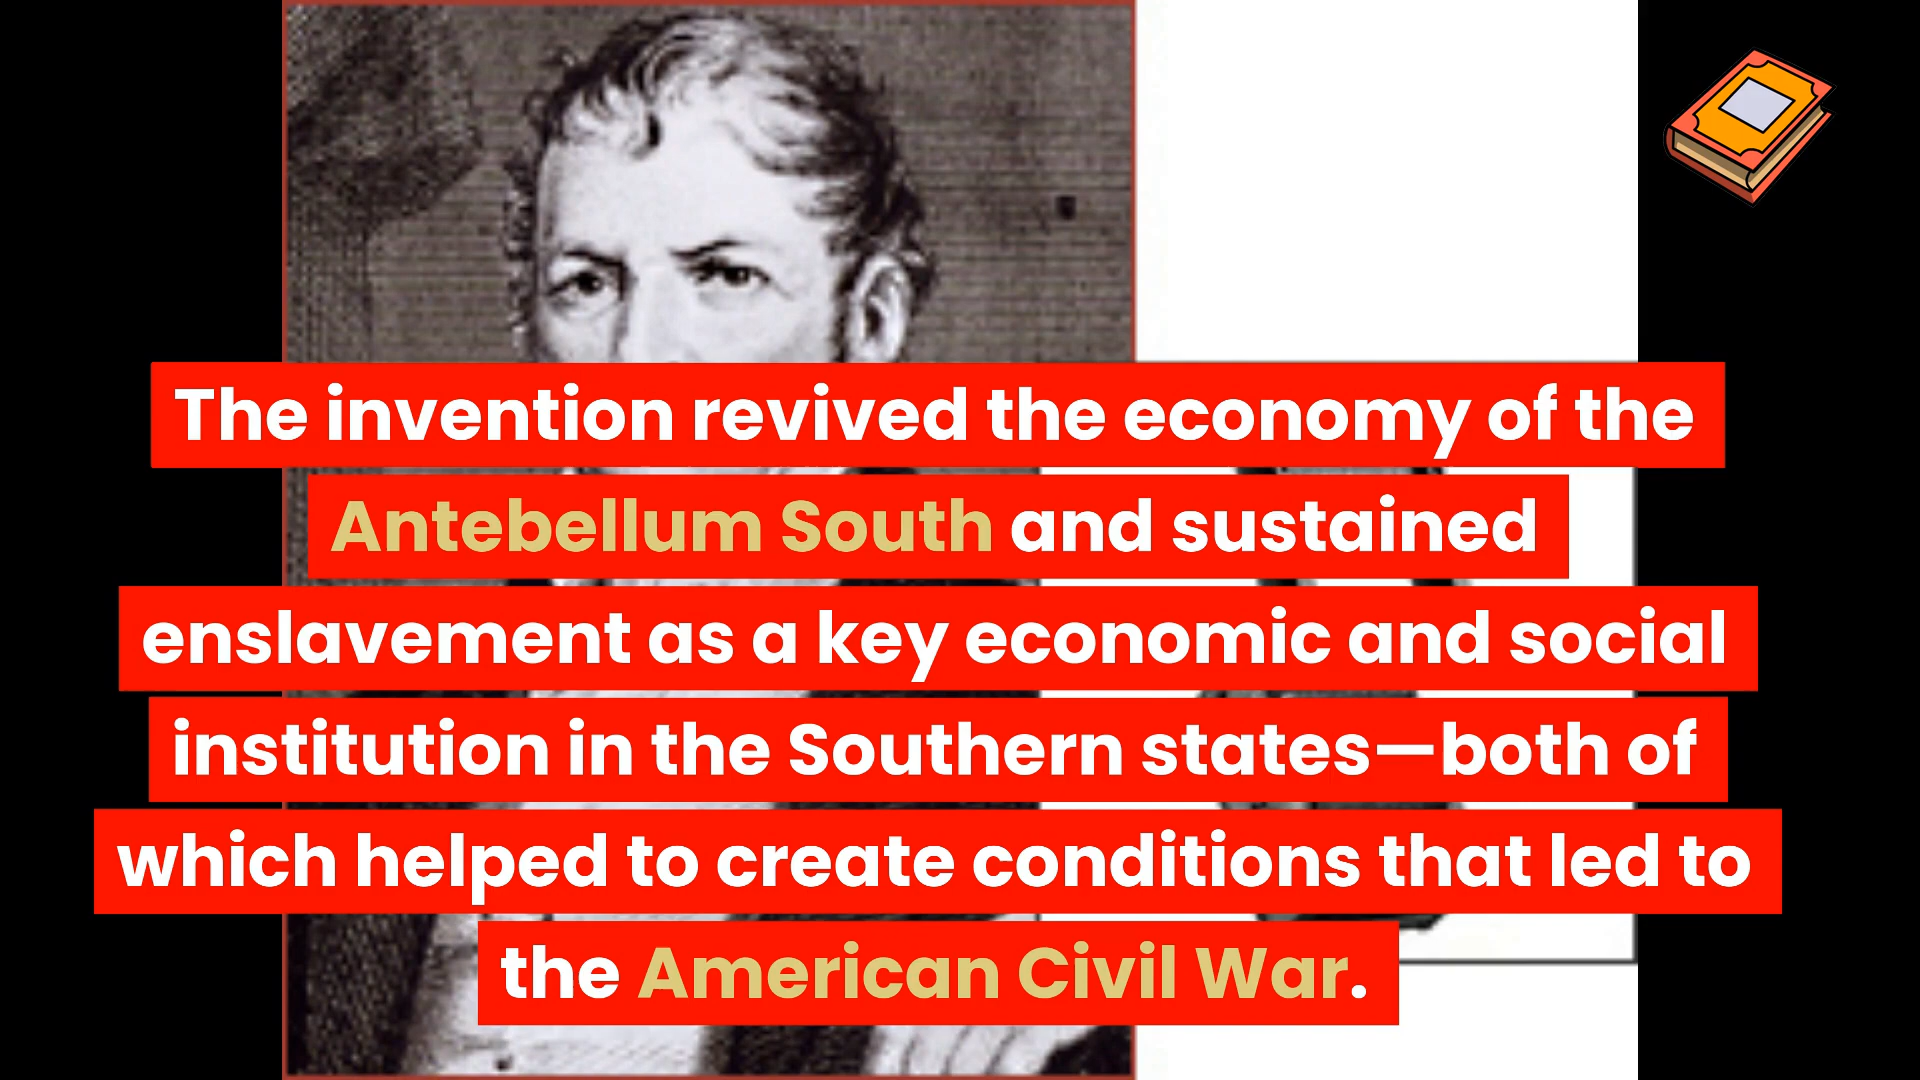 The invention revived the economy of the
Antebellum South and sustained
enslavement as a key economic and social
institution in the Southern states—both of
which helped to create conditions that led to
the American Civil War.